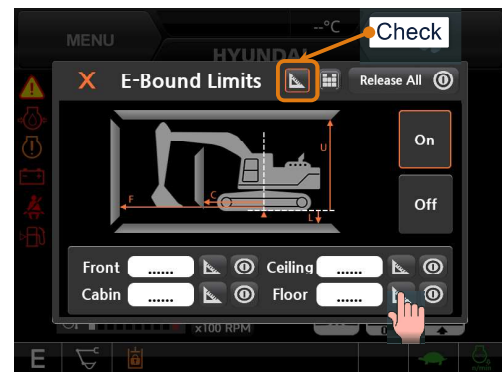 --°C
Check
MENU
HYUNDAI
X E-Bound Limits Release All
U
On
F
C
L
Off
Front ...... Ceiling ......
Cabin ...... Floor ......
x100 RPM
E